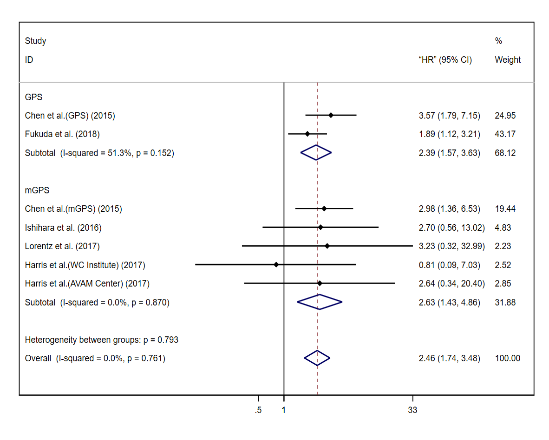 Study %
ID "HR" (95% CI) Weight
GPS
Chen et al.(GPS) (2015) 3.57 (1.79, 7.15) 24.95
Fukuda et al. (2018) 1.89 (1.12, 3.21) 43.17
Subtotal (I-squared = 51.3%, p = 0.152) 2.39 (1.57, 3.63) 68.12
mGPS
Chen et al.(mGPS) (2015) 2.98 (1.36, 6.53) 19.44
Ishihara et al. (2016) 2.70 (0.56, 13.02) 4.83
Lorentz et al. (2017) 3.23 (0.32, 32.99) 2.23
Harris et al.(WC Institute) (2017) 0.81 (0.09, 7.03) 2.52
Harris et al.(AVAM Center) (2017) 2.64 (0.34, 20.40) 2.85
Subtotal (I-squared = 0.0%, p = 0.870) 2.63 (1.43, 4.86) 31.88
Heterogeneity between groups: p = 0.793
Overall (I-squared = 0.0%, p = 0.761) 2.46 (1.74, 3.48) 100.00
.5 1 33